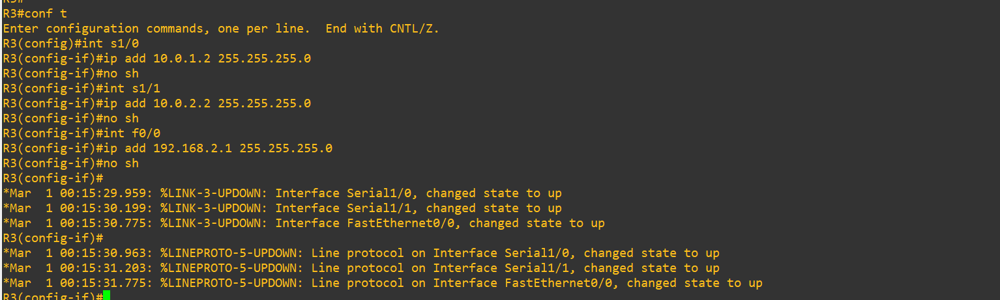 R3#
R3#conf t
Enter configuration commands, one per line.  End with CNTL/Z.
R3(config)#int s1/0
R3(config-if)#ip add 10.0.1.2 255.255.255.0
R3(config-if)#no sh
R3(config-if)#int s1/1
R3(config-if)#ip add 10.0.2.2 255.255.255.0
R3(config-if)#no sh
R3(config-if)#int f0/0
R3(config-if)#ip add 192.168.2.1 255.255.255.0
R3(config-if)#no sh
R3(config-if)#
*Mar  1 00:15:29.959: %LINK-3-UPDOWN: Interface Serial1/0, changed state to up
*Mar  1 00:15:30.199: %LINK-3-UPDOWN: Interface Serial1/1, changed state to up
*Mar  1 00:15:30.775: %LINK-3-UPDOWN: Interface FastEthernet0/0, changed state to up
R3(config-if)#
*Mar  1 00:15:30.963: %LINEPROTO-5-UPDOWN: Line protocol on Interface Serial1/0, changed state to up
*Mar  1 00:15:31.203: %LINEPROTO-5-UPDOWN: Line protocol on Interface Serial1/1, changed state to up
*Mar  1 00:15:31.775: %LINEPROTO-5-UPDOWN: Line protocol on Interface FastEthernet0/0, changed state to up
R3(config-if)#